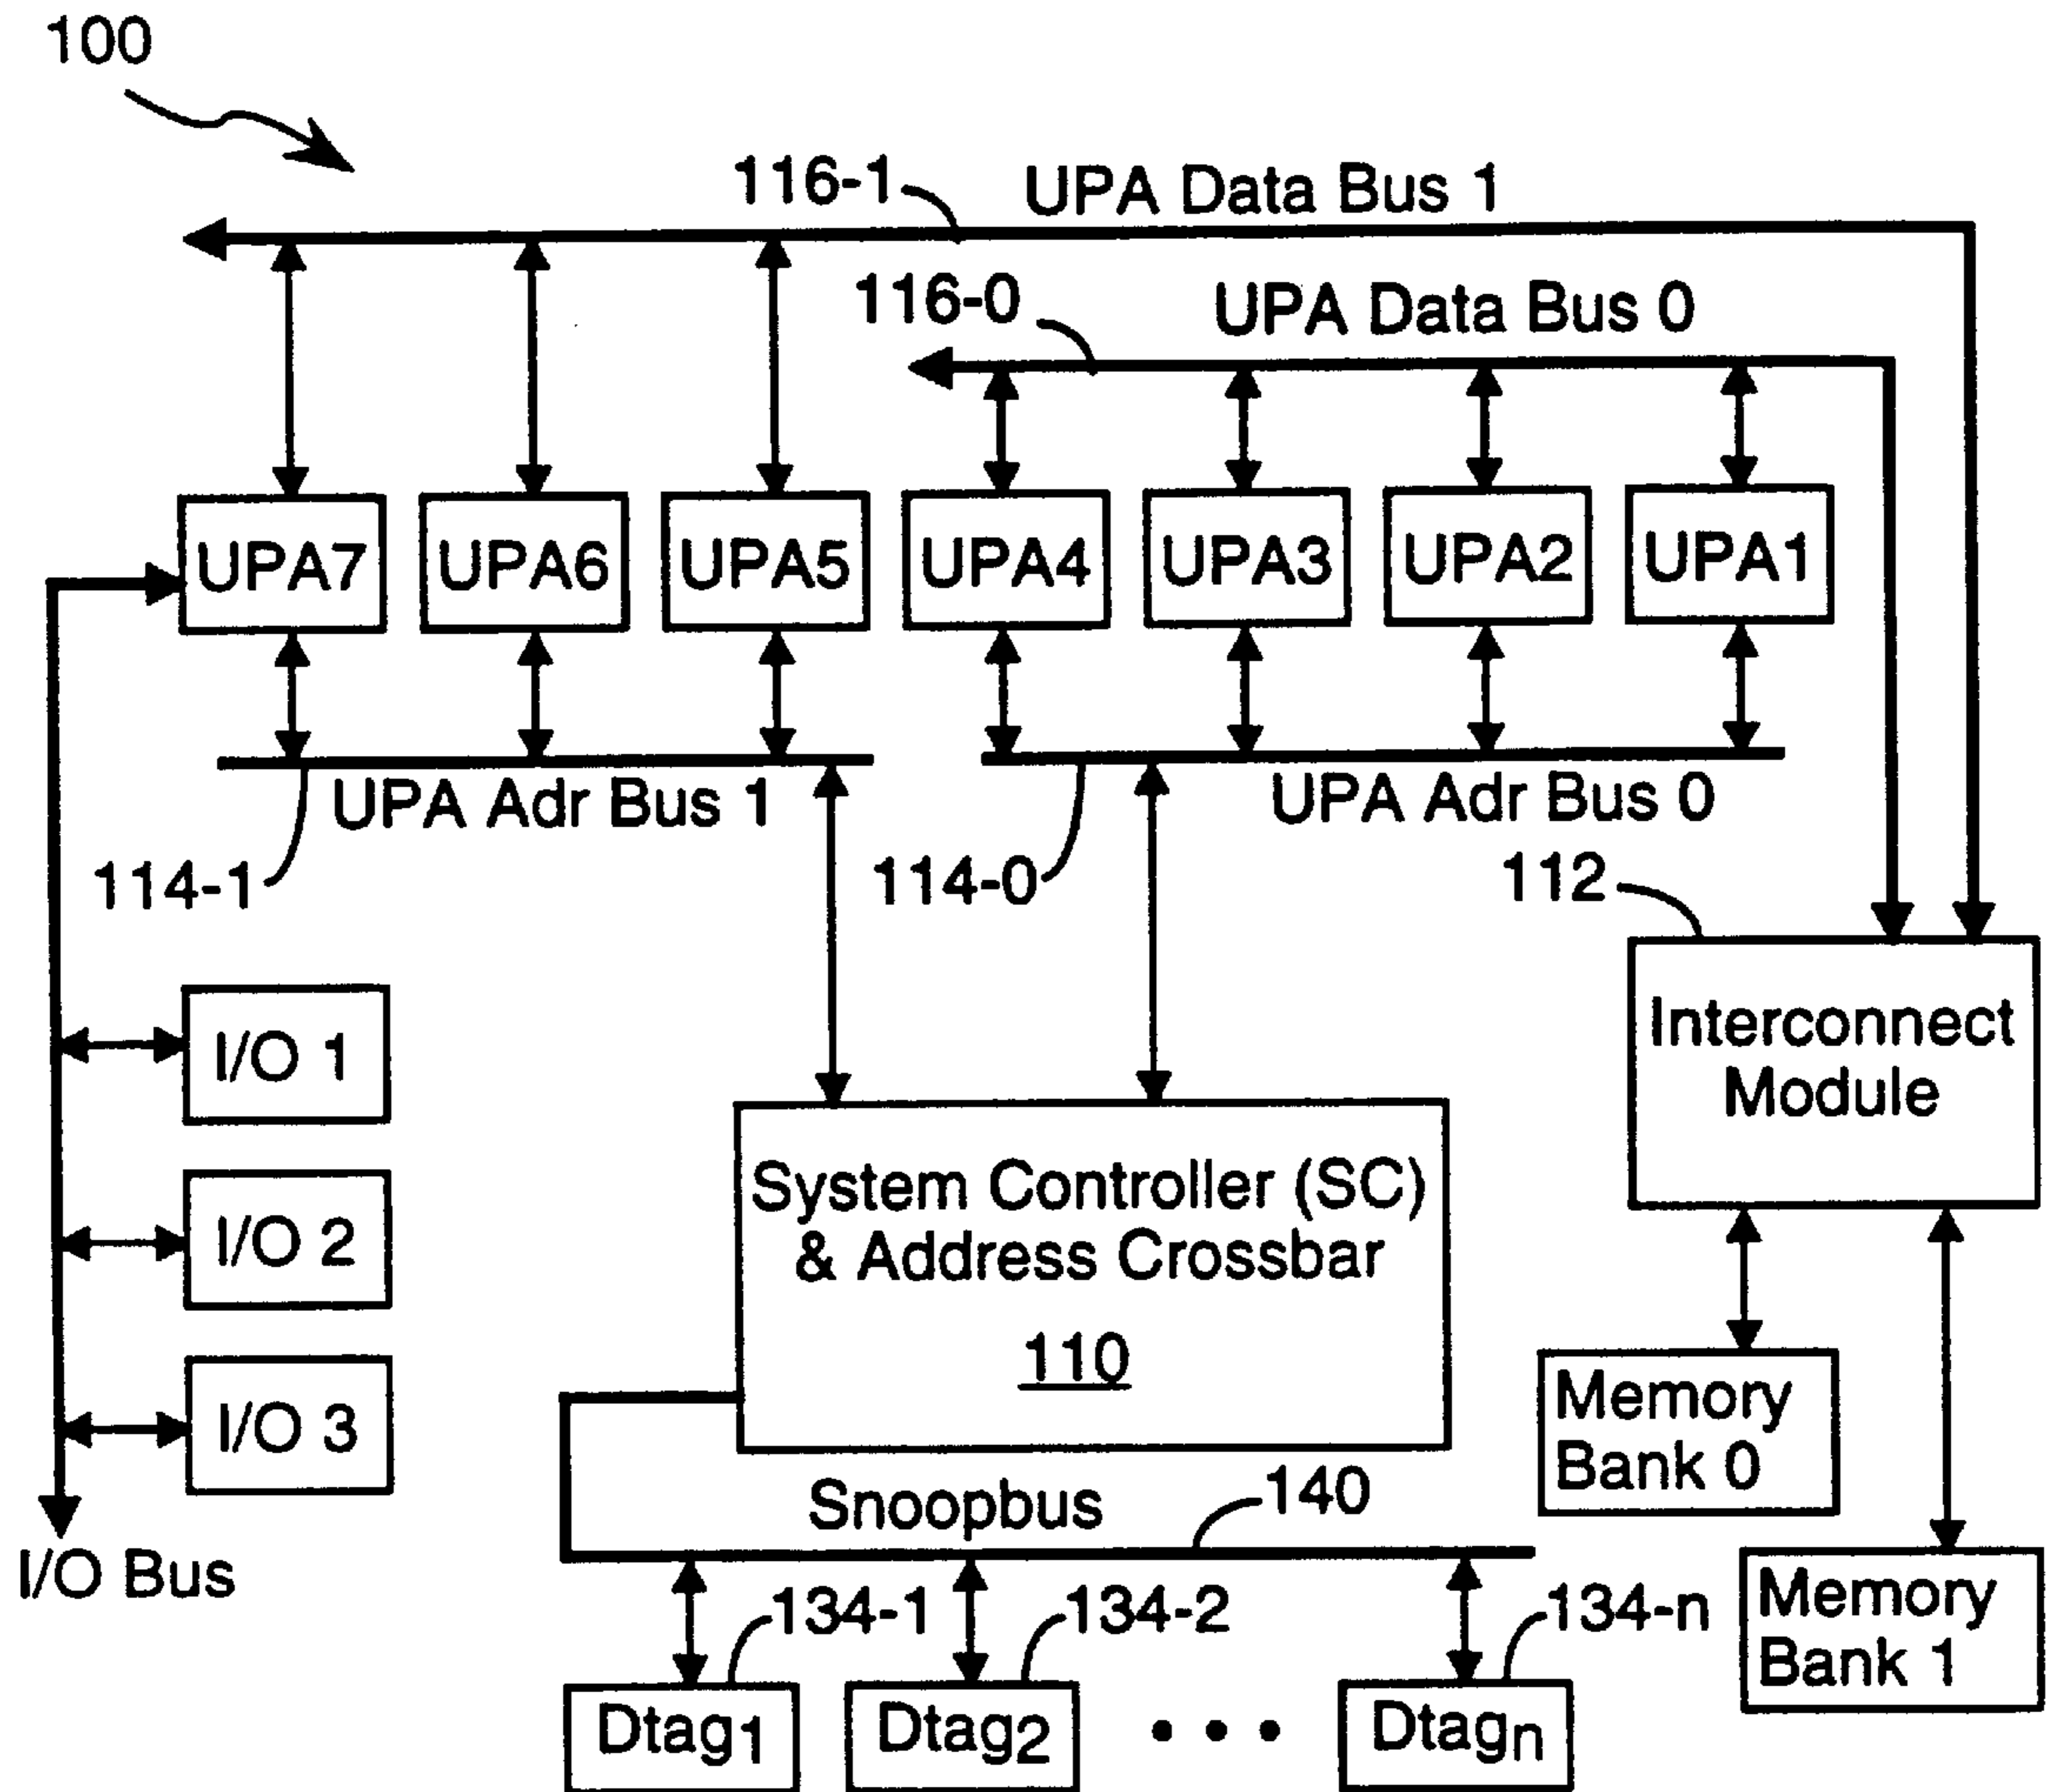 100
116-1
UPA Data Bus 1
116-0
UPA Data Bus 0
UPA7
UPA6
UPA5
UPA4
UPA3
UPA2
UPA1
UPA Adr Bus 1
UPA Adr Bus 0
114-1
114-0
112
Interconnect
Module
I/O 1
I/O 2
I/O 3
I/O Bus
System Controller (SC)
& Address Crossbar
110
Memory
Bank 0
Memory
Bank 1
Snoopbus
140
134-1
134-2
134-n
Dtag1
Dtag2
• • •
Dtagn